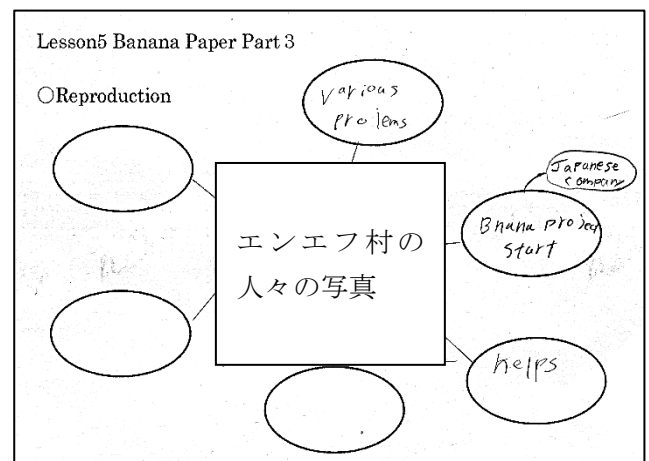 Lesson5 Banana Paper Part 3
○Reproduction
Various
projems
Japanese
Company
Bnana project
start
エンエフ村の
人々の写真
helps